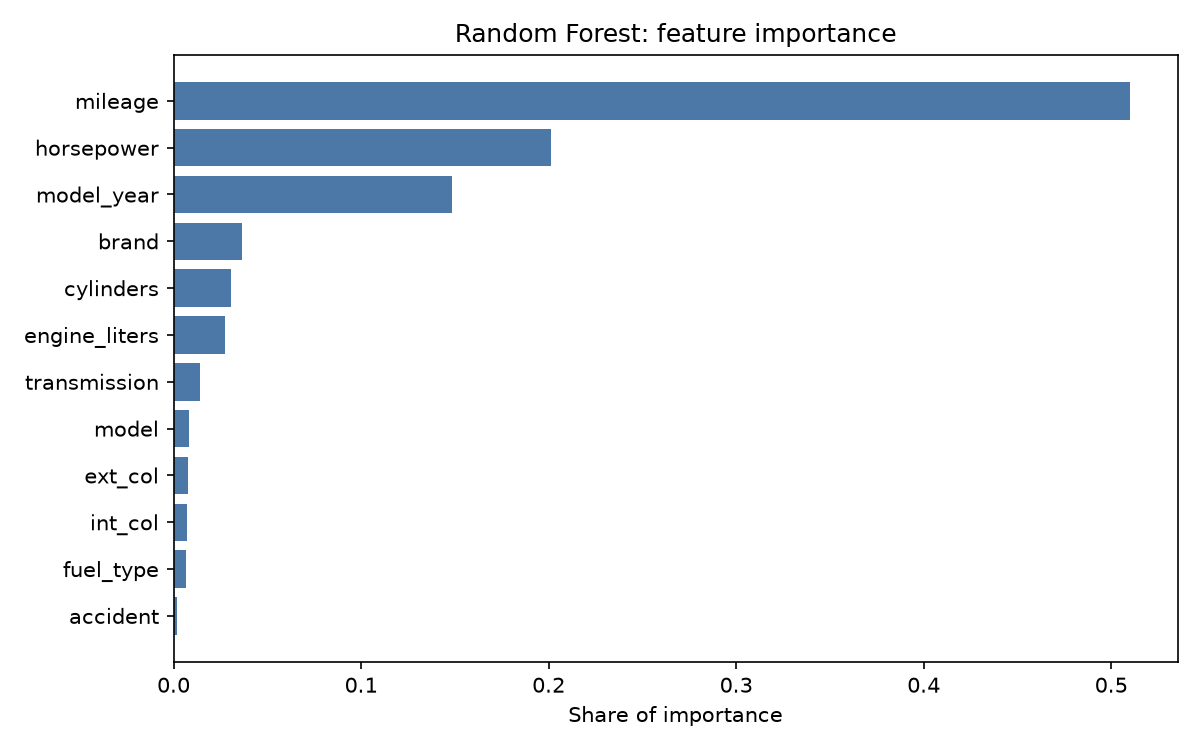 Random Forest: feature importance
mileage
horsepower
model_year
brand
cylinders
engine_liters
transmission
model
ext_col
int_col
fuel_type
accident
0.0 0.1 0.2 0.3 0.4 0.5
Share of importance